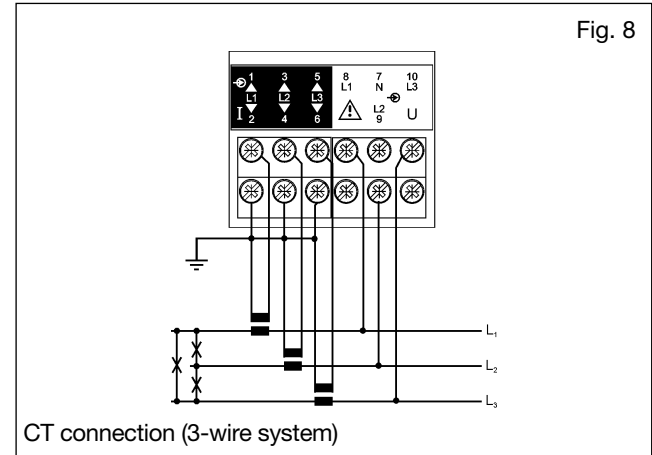 Fig. 8
1 3 5 8 7 10
L1 N L3
L1 L2 L3
L2
I 2 4 6 9 U
L₁
L₂
L₃
CT connection (3-wire system)